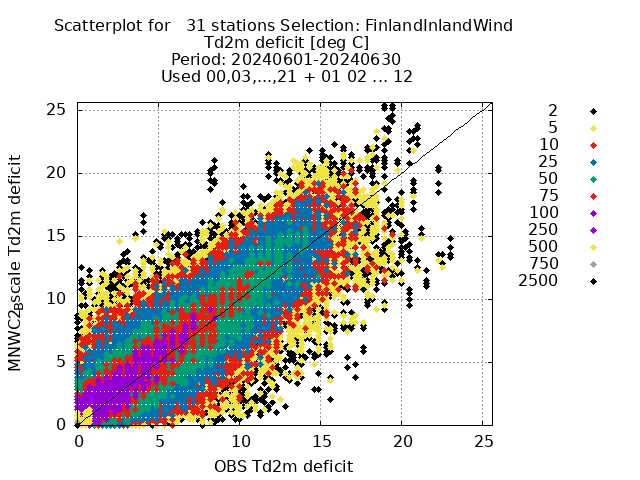 Scatterplot for   31 stations Selection: FinlandInlandWind
Td2m deficit [deg C]
Period: 20240601-20240630
Used 00,03,...,21 + 01 02 ... 12
MNWC2Bscale Td2m deficit
25
20
15
10
5
0
0 5 10 15 20 25
OBS Td2m deficit
2
5
10
25
50
75
100
250
500
750
2500